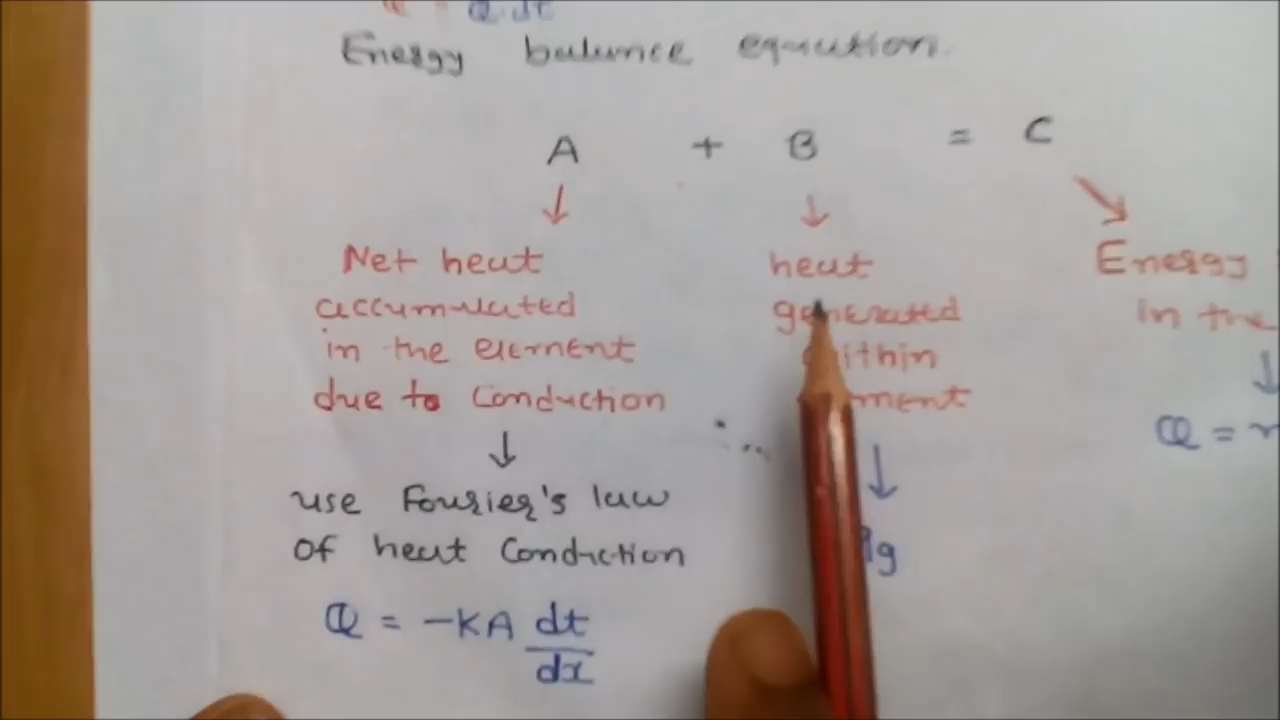 Q.dt
Energy balance equation.
A + B = C
Net heat
accumulated
in the element
due to Conduction
use Fourier's law
of heat Conduction
Q = -KA dt/dx
heat
generated
Energy
in the
Q =